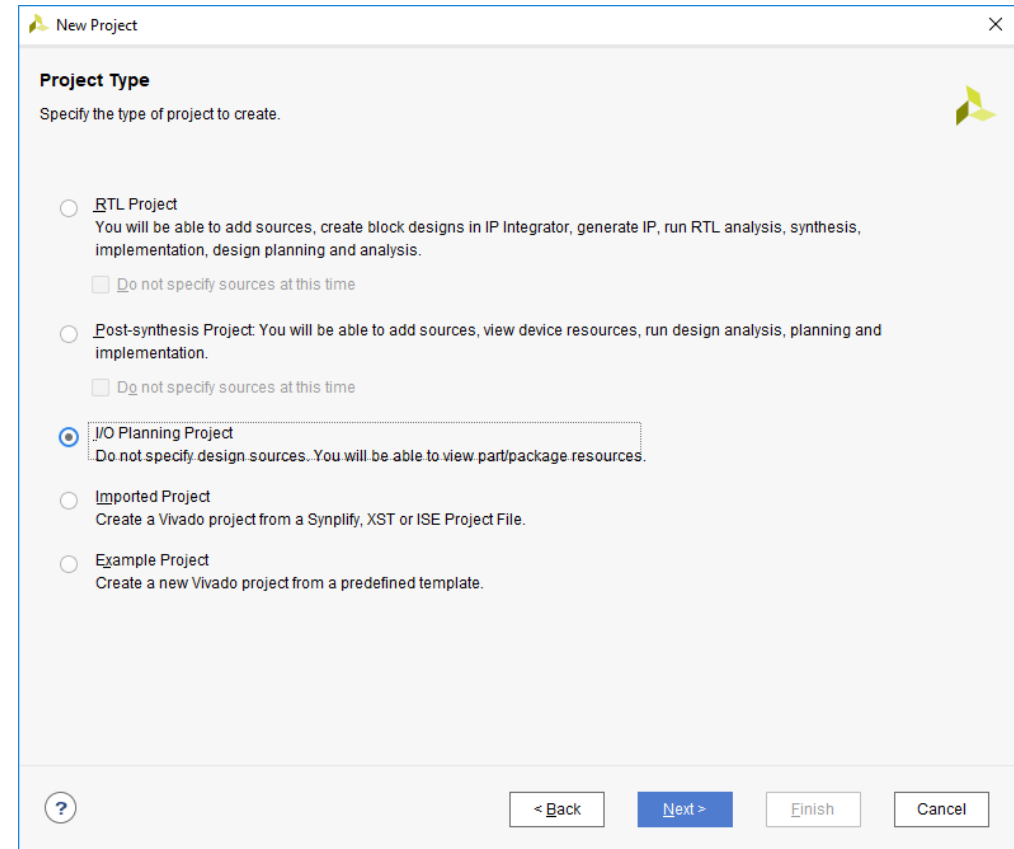 New Project
Project Type
Specify the type of project to create.
RTL Project
You will be able to add sources, create block designs in IP Integrator, generate IP, run RTL analysis, synthesis,
implementation, design planning and analysis.
Do not specify sources at this time
Post-synthesis Project: You will be able to add sources, view device resources, run design analysis, planning and
implementation.
Do not specify sources at this time
I/O Planning Project
Do not specify design sources. You will be able to view part/package resources.
Imported Project
Create a Vivado project from a Synplify, XST or ISE Project File.
Example Project
Create a new Vivado project from a predefined template.
? < Back Next > Finish Cancel